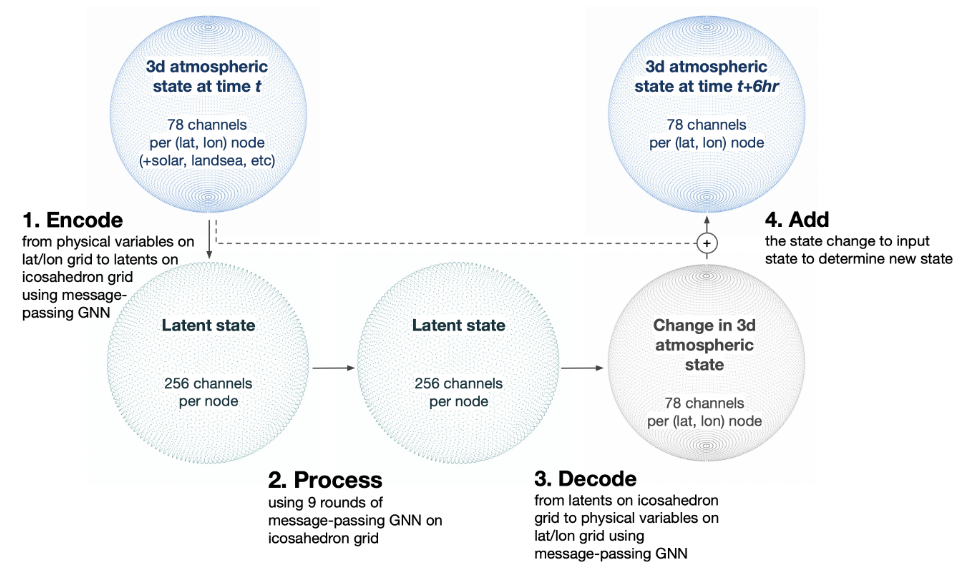 3d atmospheric
state at time t
78 channels
per (lat, lon) node
(+solar, landsea, etc)
3d atmospheric
state at time t+6hr
78 channels
per (lat, lon) node
1. Encode
from physical variables on
lat/lon grid to latents on
icosahedron grid
using message-
passing GNN
+
4. Add
the state change to input
state to determine new state
Latent state
256 channels
per node
Latent state
256 channels
per node
Change in 3d
atmospheric
state
78 channels
per (lat, lon) node
2. Process
using 9 rounds of
message-passing GNN on
icosahedron grid
3. Decode
from latents on icosahedron
grid to physical variables on
lat/lon grid using
message-passing GNN